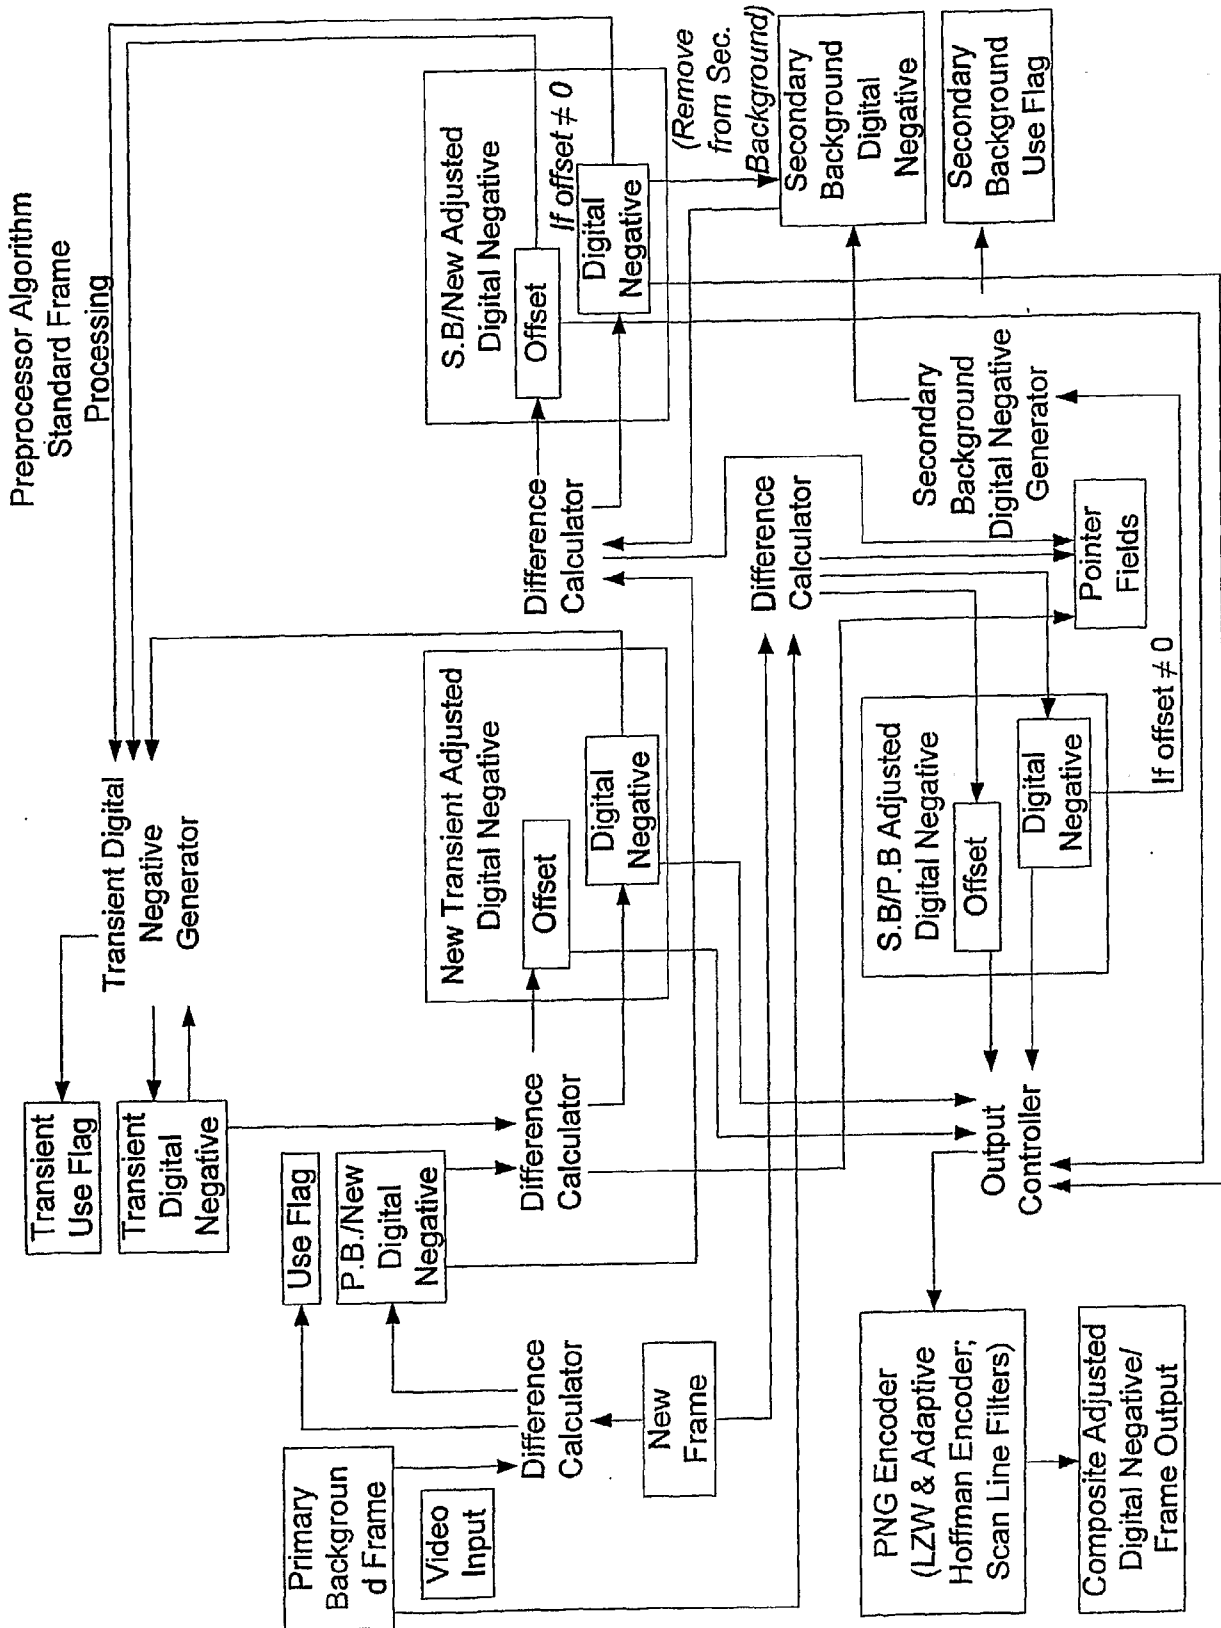 Preprocessor Algorithm
Standard Frame
Processing
Transient
Use Flag
Transient
Digital
Negative
Transient Digital
Negative
Generator
Primary
Backgroun
d Frame
Video
Input
Use Flag
P.B./New
Digital
Negative
Difference
Calculator
New
Frame
Difference
Calculator
New Transient Adjusted
Digital Negative
Offset
Digital
Negative
Difference
Calculator
S.B/New Adjusted
Digital Negative
Offset
If offset ≠ 0
Digital
Negative
(Remove
from Sec.
Background)
Secondary
Background
Digital
Negative
Secondary
Background
Use Flag
Difference
Calculator
Secondary
Background
Digital Negative
Generator
Pointer
Fields
S.B/P.B Adjusted
Digital Negative
Offset
Digital
Negative
If offset ≠ 0
Output
Controller
PNG Encoder
(LZW & Adaptive
Hoffman Encoder;
Scan Line Filters)
Composite Adjusted
Digital Negative/
Frame Output